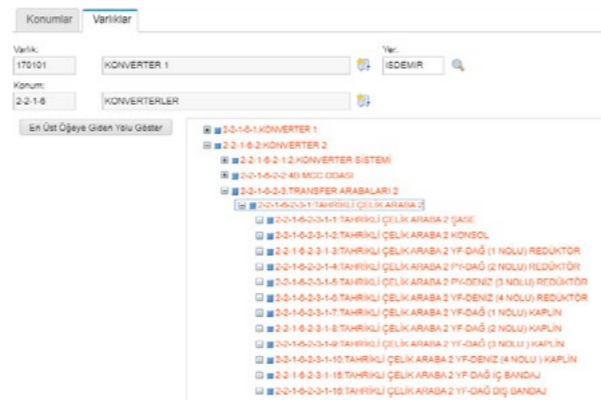 Konumlar Varlıklar
Varlık: Yer:
170101 KONVERTER 1 ISDEMIR
Konum:
2-2-1-6 KONVERTERLER
En Üst Öğeye Giden Yolu Göster
2-2-1-6-1:KONVERTER 1
2-2-1-6-2:KONVERTER 2
2-2-1-6-2-1:2.KONVERTER SİSTEMİ
2-2-1-6-2-2:4B MCC ODASI
2-2-1-6-2-3:TRANSFER ARABALARI 2
2-2-1-6-2-3-1:TAHRİKLİ ÇELİK ARABA 2
2-2-1-6-2-3-1-1:TAHRİKLİ ÇELİK ARABA 2 ŞASE
2-2-1-6-2-3-1-2:TAHRİKLİ ÇELİK ARABA 2 KONSOL
2-2-1-6-2-3-1-3:TAHRİKLİ ÇELİK ARABA 2 YF-DAĞ (1 NOLU) REDÜKTÖR
2-2-1-6-2-3-1-4:TAHRİKLİ ÇELİK ARABA 2 PY-DAĞ (2 NOLU) REDÜKTÖR
2-2-1-6-2-3-1-5:TAHRİKLİ ÇELİK ARABA 2 PY-DENİZ (3 NOLU) REDÜKTÖR
2-2-1-6-2-3-1-6:TAHRİKLİ ÇELİK ARABA 2 YF-DENİZ (4 NOLU) REDÜKTÖR
2-2-1-6-2-3-1-7:TAHRİKLİ ÇELİK ARABA 2 YF-DAĞ (1 NOLU) KAPLİN
2-2-1-6-2-3-1-8:TAHRİKLİ ÇELİK ARABA 2 YF-DAĞ (2 NOLU) KAPLİN
2-2-1-6-2-3-1-9:TAHRİKLİ ÇELİK ARABA 2 YF-DAĞ (3 NOLU ) KAPLİN
2-2-1-6-2-3-1-10:TAHRİKLİ ÇELİK ARABA 2 YF-DENİZ (4 NOLU ) KAPLİN
2-2-1-6-2-3-1-15:TAHRİKLİ ÇELİK ARABA 2 YF-DAĞ İÇ BANDAJ
2-2-1-6-2-3-1-16:TAHRİKLİ ÇELİK ARABA 2 YF-DAĞ DIŞ BANDAJ